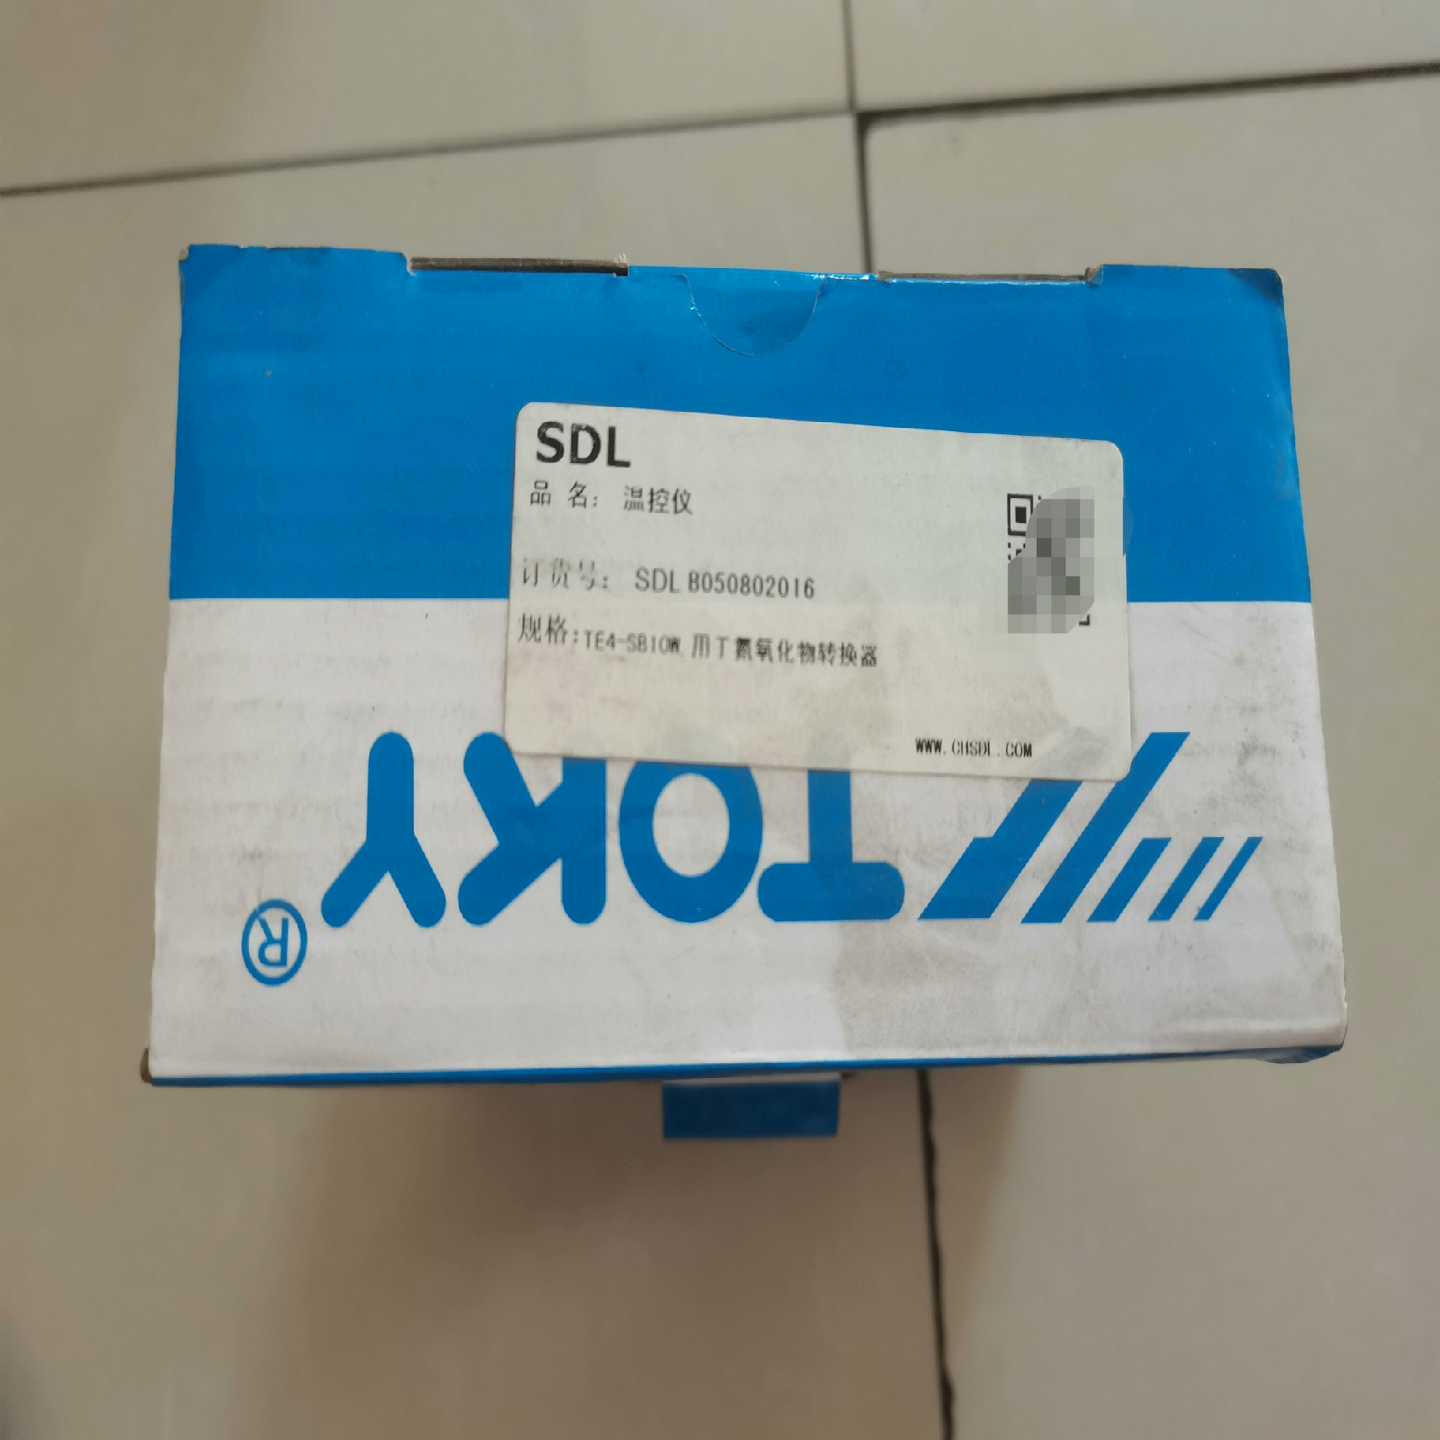 SDL
品 名: 温控仪
订货号: SDL B050802016
规格:TE4-SB10W 用于氮氧化物转换器
WWW.CHSDL.COM
TOKY®